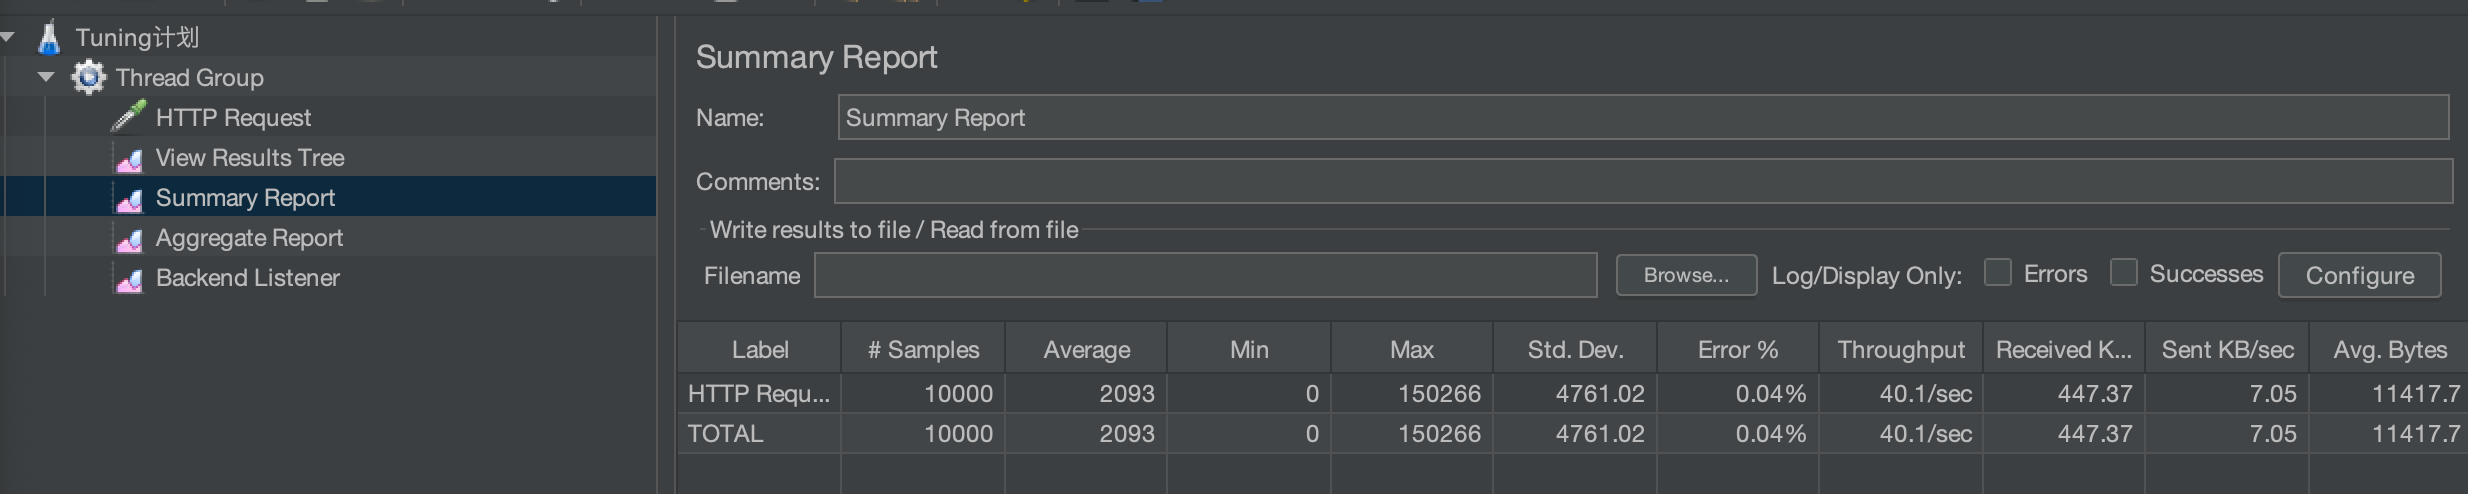 Tuning计划
Thread Group
HTTP Request
View Results Tree
Summary Report
Aggregate Report
Backend Listener
Summary Report
Name: Summary Report
Comments:
Write results to file / Read from file
Filename Browse... Log/Display Only: Errors Successes Configure
Label # Samples Average Min Max Std. Dev. Error % Throughput Received K... Sent KB/sec Avg. Bytes
HTTP Requ... 10000 2093 0 150266 4761.02 0.04% 40.1/sec 447.37 7.05 11417.7
TOTAL 10000 2093 0 150266 4761.02 0.04% 40.1/sec 447.37 7.05 11417.7